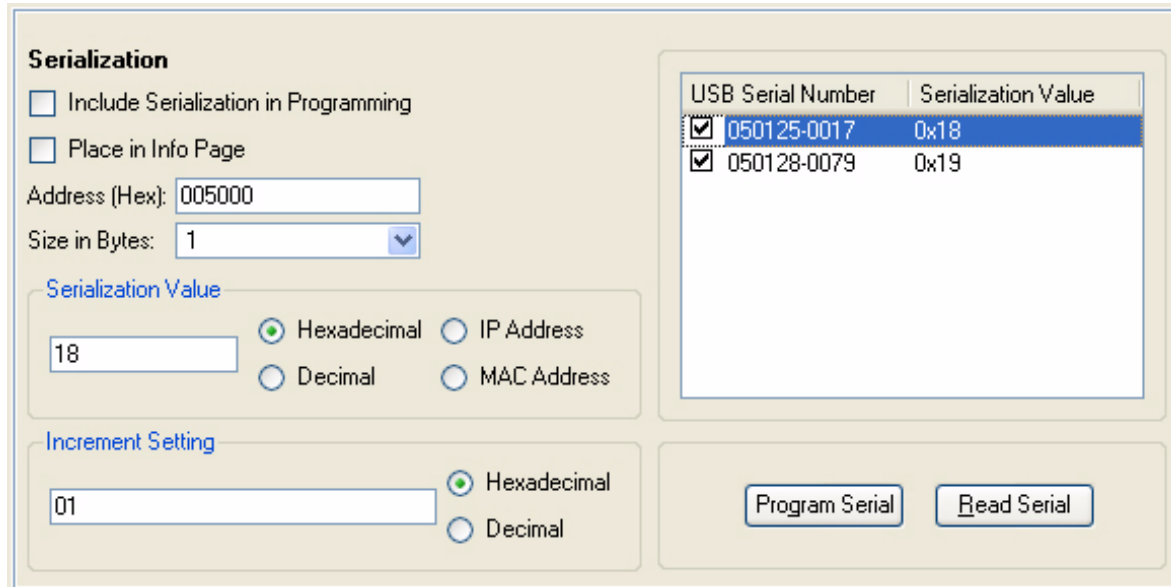 Serialization
Include Serialization in Programming
Place in Info Page
Address (Hex): 005000
Size in Bytes: 1
Serialization Value
18
Hexadecimal
IP Address
Decimal
MAC Address
Increment Setting
01
Hexadecimal
Decimal
USB Serial Number Serialization Value
050125-0017 0x18
050128-0079 0x19
Program Serial
Read Serial